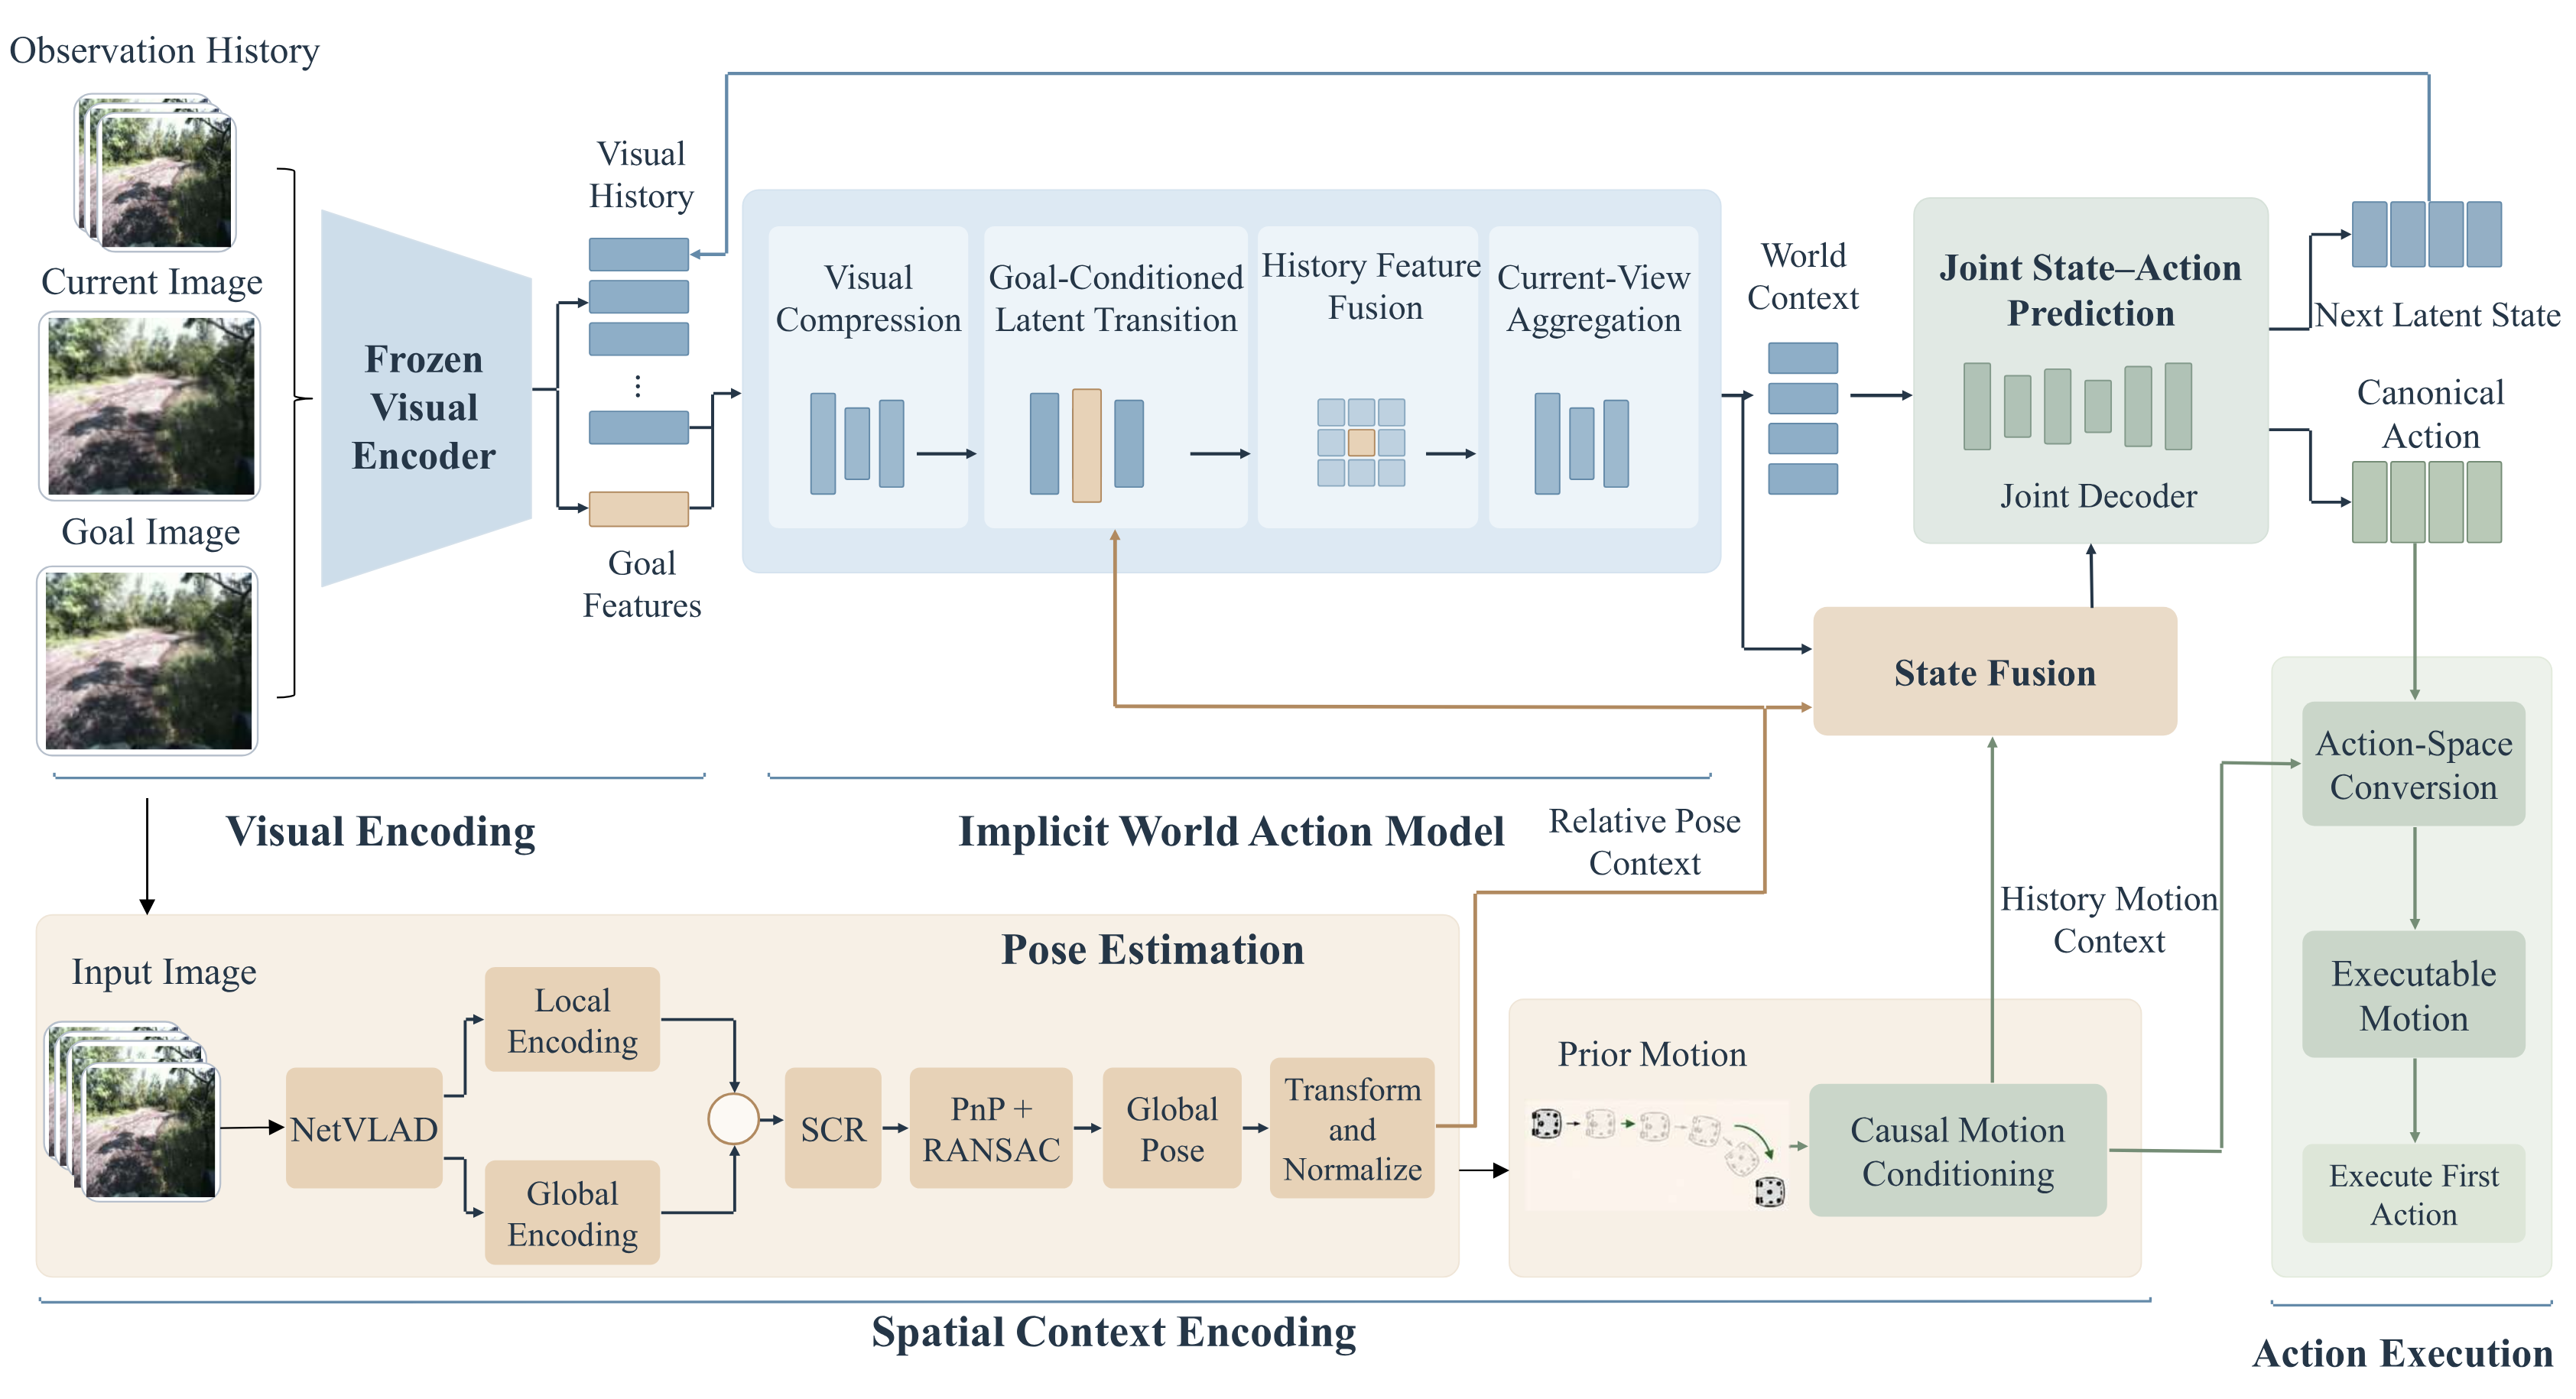 Observation History
Current Image
Goal Image
Frozen
Visual
Encoder
Visual
History
⋮
Goal
Features
Visual
Compression
Goal-Conditioned
Latent Transition
History Feature
Fusion
Current-View
Aggregation
World
Context
Joint State–Action
Prediction
Joint Decoder
Next Latent State
Canonical
Action
State Fusion
Visual Encoding
Implicit World Action Model
Relative Pose
Context
History Motion
Context
Action-Space
Conversion
Executable
Motion
Execute First
Action
Pose Estimation
Input Image
NetVLAD
Local
Encoding
Global
Encoding
SCR
PnP +
RANSAC
Global
Pose
Transform
and
Normalize
Prior Motion
Causal Motion
Conditioning
Spatial Context Encoding
Action Execution